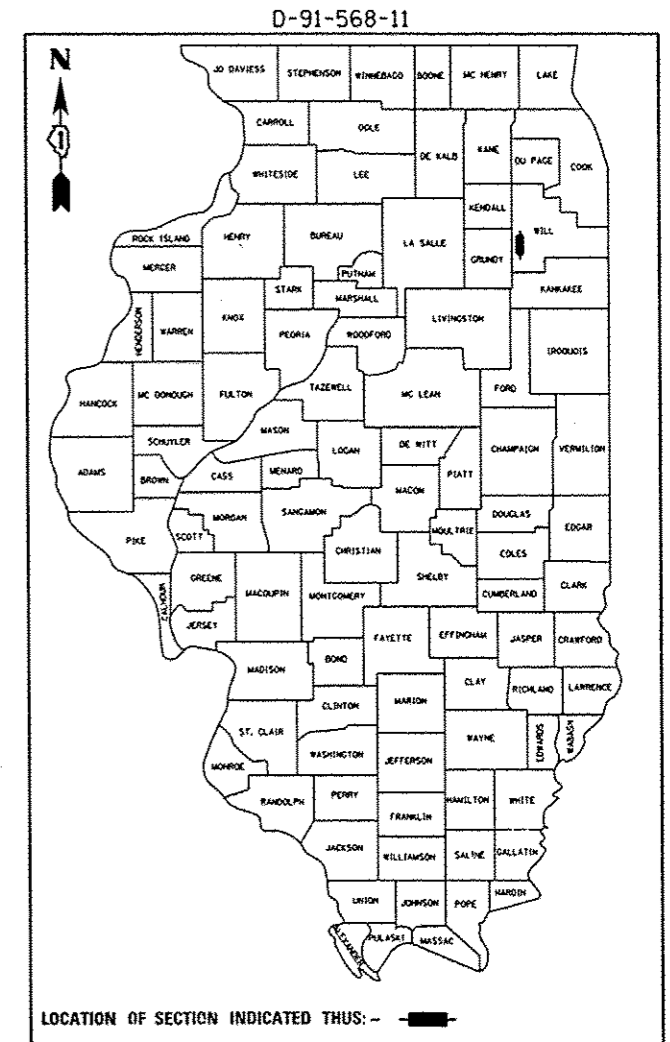 D-91-568-11
N
1
JO DAVIESS STEPHENSON WINNEBAGO BOONE MC HENRY LAKE
CARROLL OGLE DE KALB KANE DU PAGE COOK
WHITESIDE LEE
KENDALL WILL
ROCK ISLAND HENRY BUREAU LA SALLE GRUNDY
MERCER PUTNAM
STARK MARSHALL KANKAKEE
HENDERSON WARREN KNOX PEORIA WOODFORD LIVINGSTON IROQUOIS
HANCOCK MC DONOUGH FULTON TAZEWELL MC LEAN FORD
MASON
SCHUYLER LOGAN DE WITT CHAMPAIGN VERMILION
ADAMS BROWN CASS MENARD PIATT
MACON
PIKE SCOTT MORGAN SANGAMON MOULTRIE DOUGLAS EDGAR
CHRISTIAN COLES
CALHOUN GREENE MACOUPIN MONTGOMERY SHELBY CUMBERLAND CLARK
JERSEY
FAYETTE EFFINGHAM JASPER CRAWFORD
MADISON BOND
CLAY RICHLAND LAWRENCE
CLINTON MARION
ST. CLAIR WAYNE EDWARDS WABASH
MONROE WASHINGTON JEFFERSON
RANDOLPH PERRY HAMILTON WHITE
FRANKLIN
JACKSON WILLIAMSON SALINE GALLATIN
UNION JOHNSON POPE HARDIN
ALEXANDER PULASKI MASSAC
LOCATION OF SECTION INDICATED THUS:-